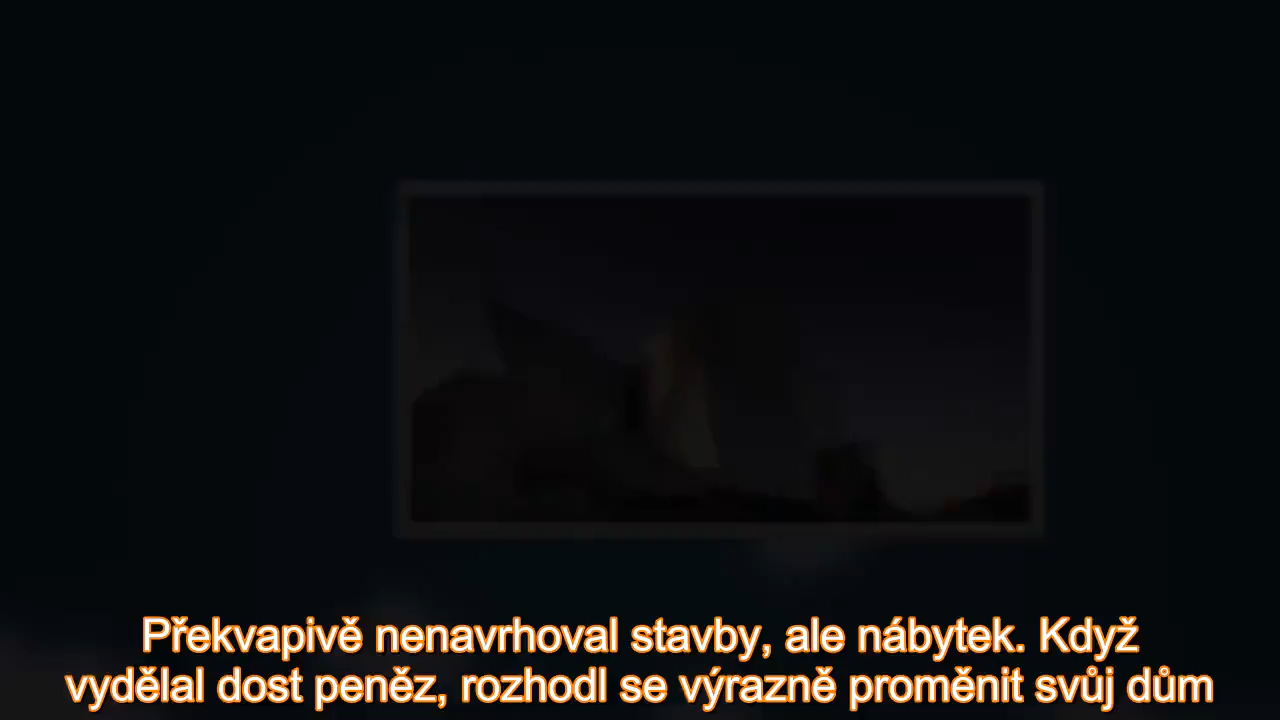 Překvapivě nenavrhoval stavby, ale nábytek. Když
vydělal dost peněz, rozhodl se výrazně proměnit svůj dům